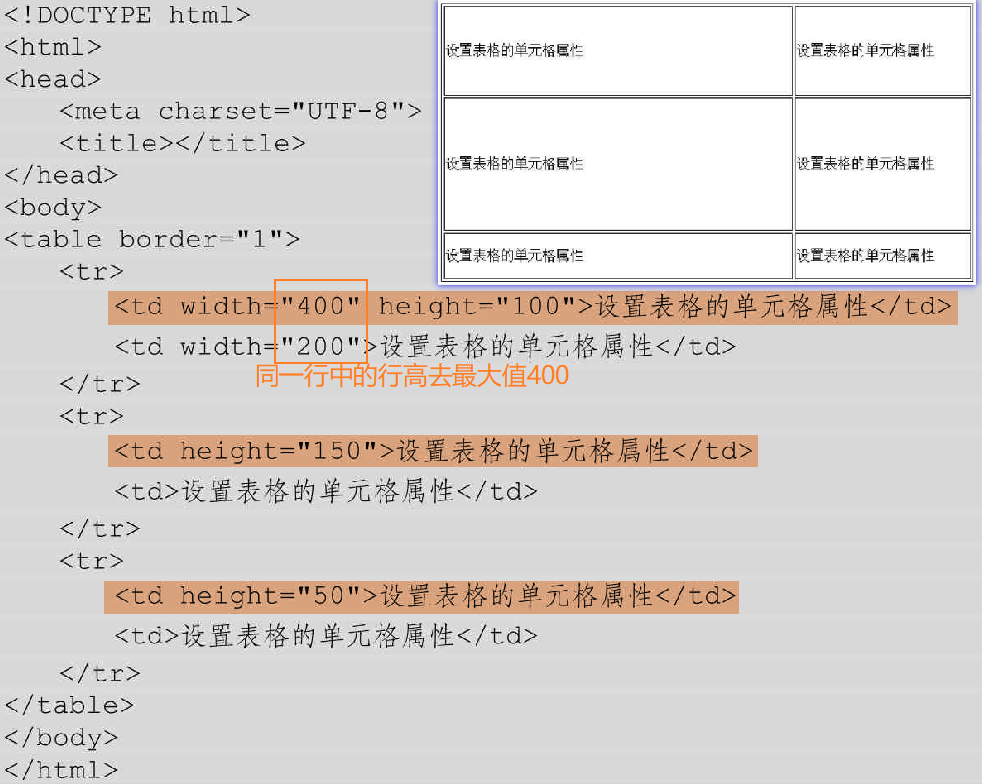 <!DOCTYPE html>
<html>
<head>
<meta charset="UTF-8">
<title></title>
</head>
<body>
<table border="1">
<tr>
<td width="400" height="100">设置表格的单元格属性</td>
<td width="200">设置表格的单元格属性</td>
同一行中的行高去最大值400
</tr>
<tr>
<td height="150">设置表格的单元格属性</td>
<td>设置表格的单元格属性</td>
</tr>
<tr>
<td height="50">设置表格的单元格属性</td>
<td>设置表格的单元格属性</td>
</tr>
</table>
</body>
</html>
设置表格的单元格属性 设置表格的单元格属性
设置表格的单元格属性 设置表格的单元格属性
设置表格的单元格属性 设置表格的单元格属性